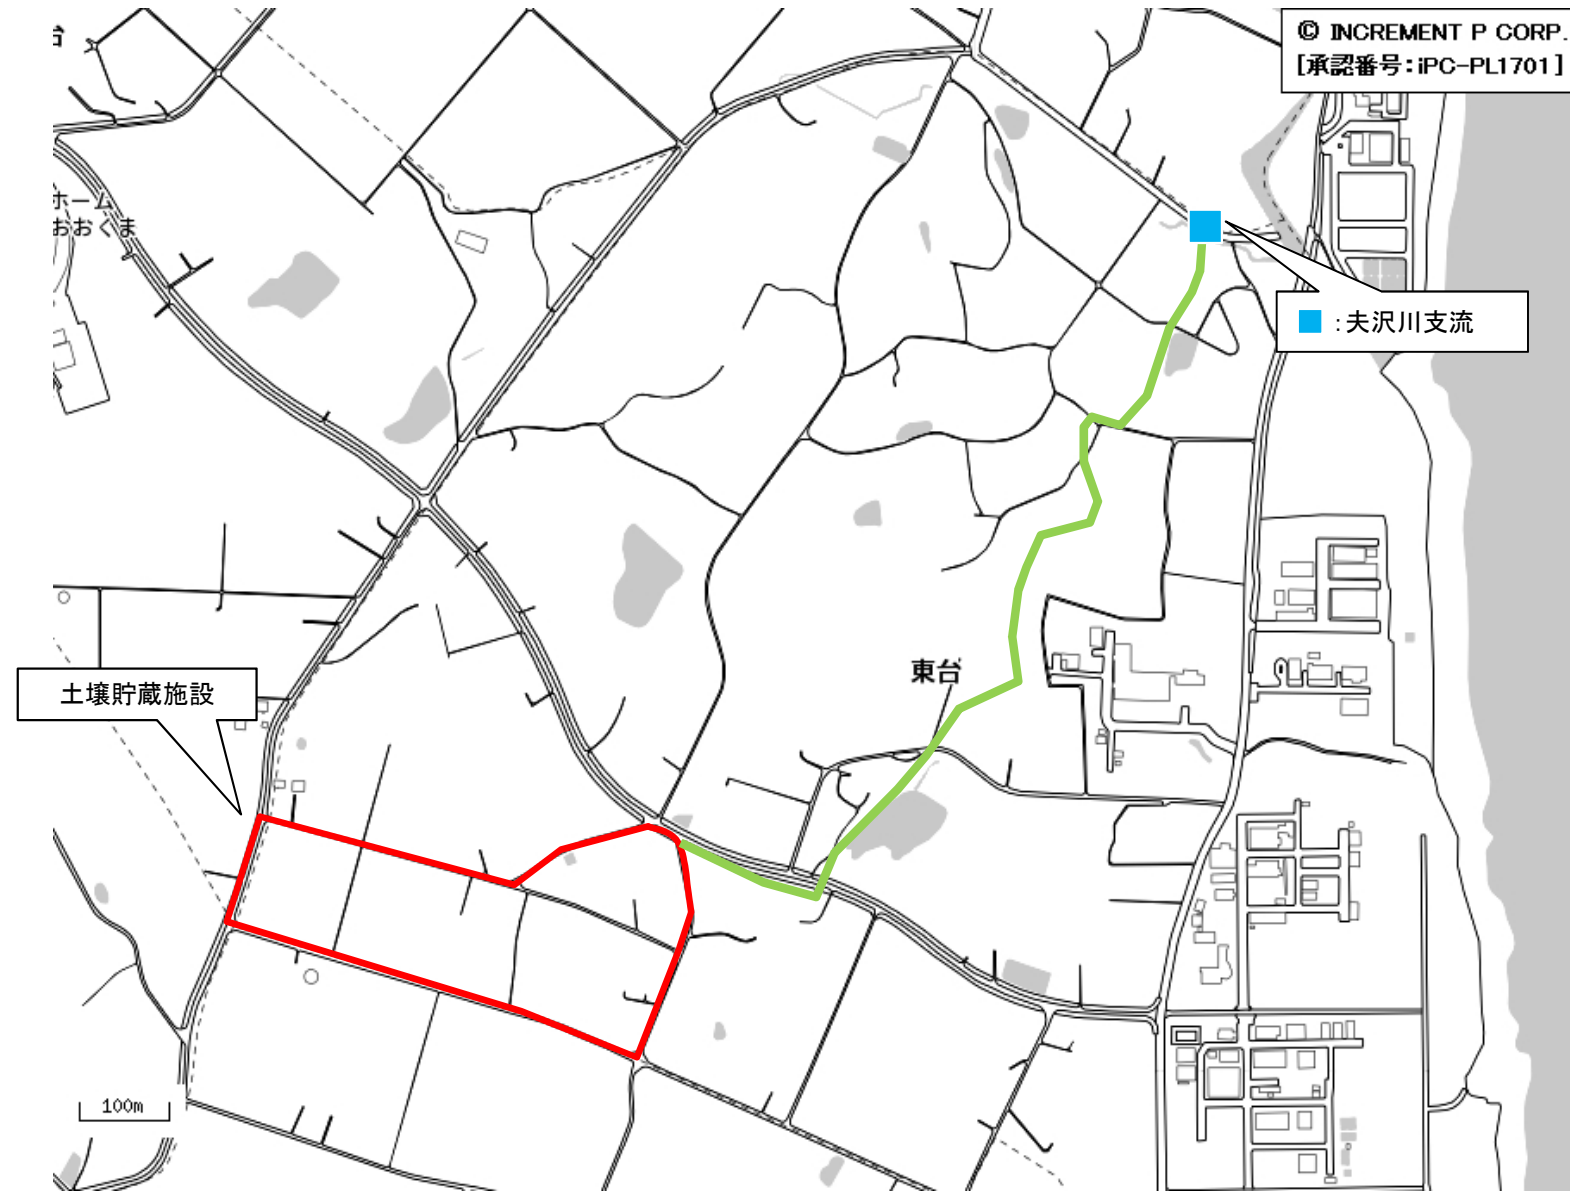 台
© INCREMENT P CORP.
[承認番号:iPC-PL1701]
ホーム
おおくま
■ :夫沢川支流
東台
土壌貯蔵施設
100m